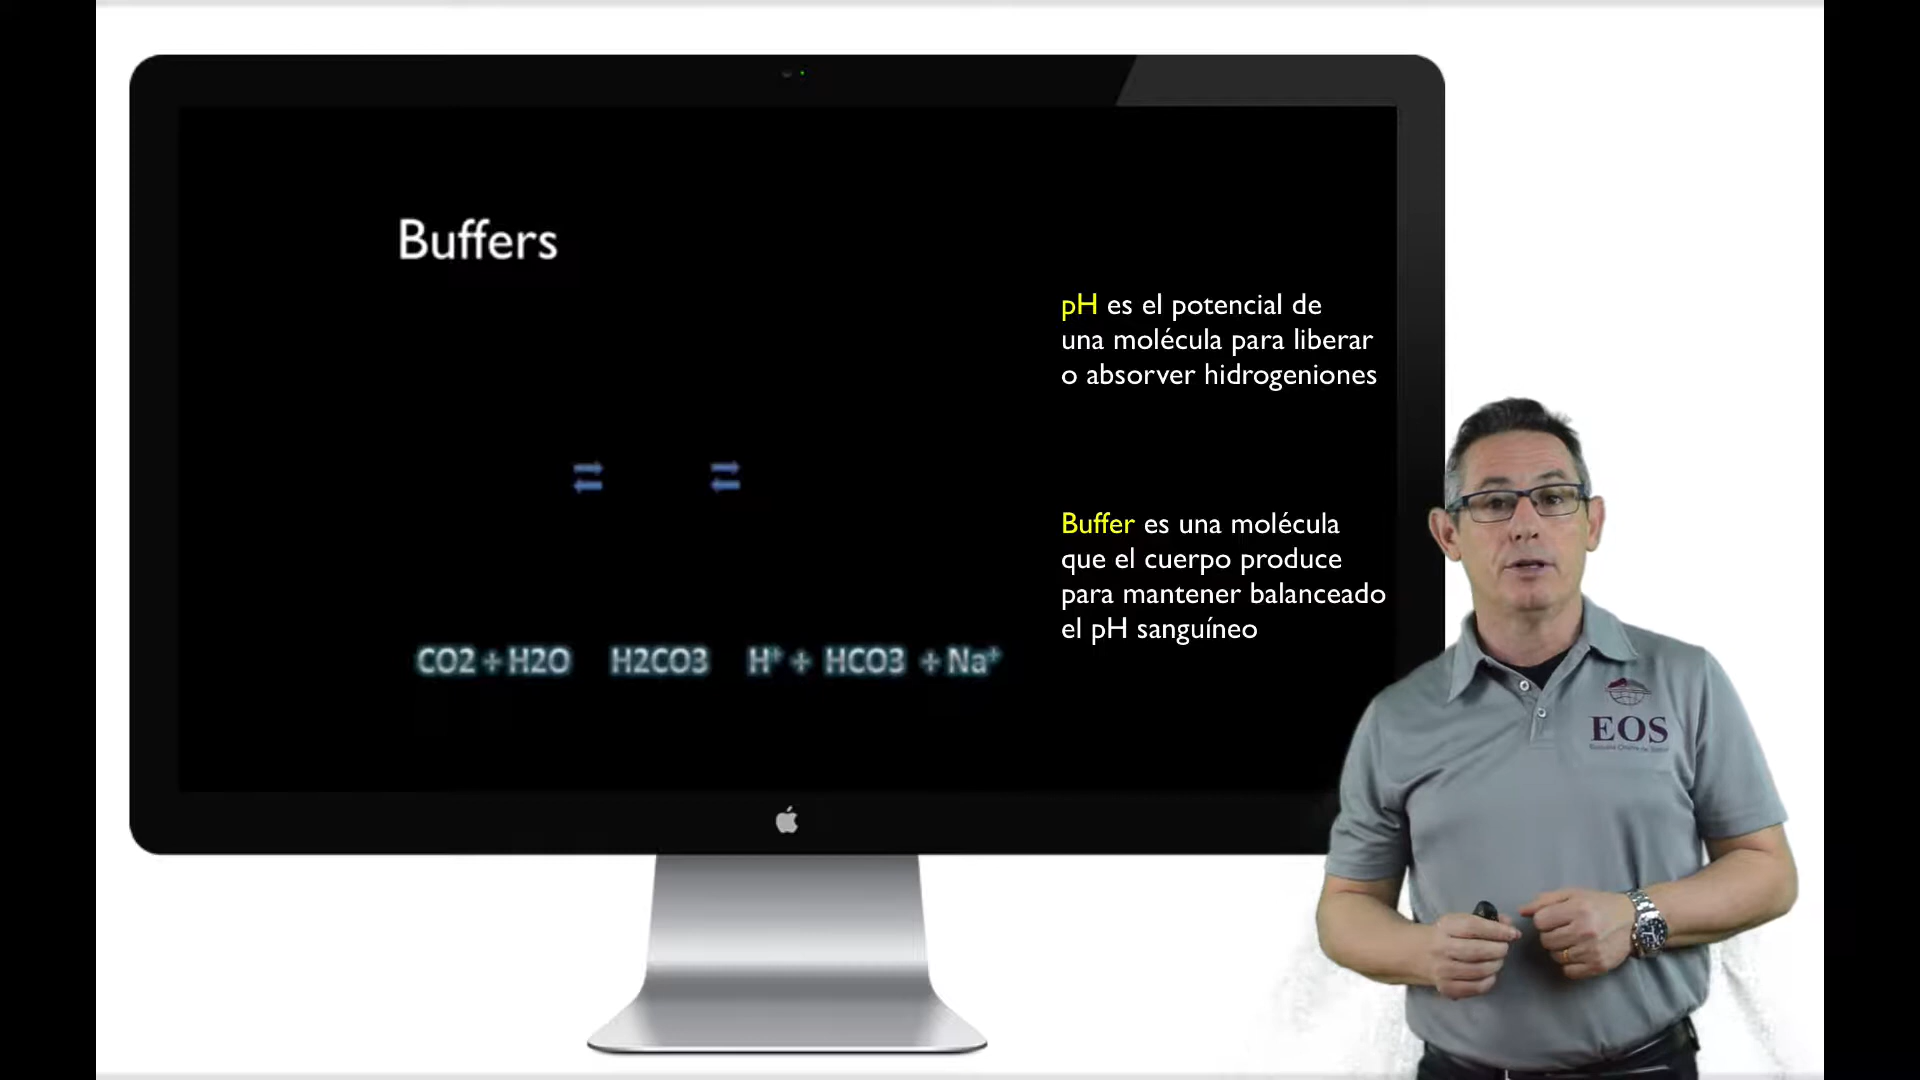 Buffers
pH es el potencial de
una molécula para liberar
o absorver hidrogeniones
Buffer es una molécula
que el cuerpo produce
para mantener balanceado
el pH sanguíneo
CO2 + H2O H2CO3 H⁺ + HCO3 + Na⁺
EOS